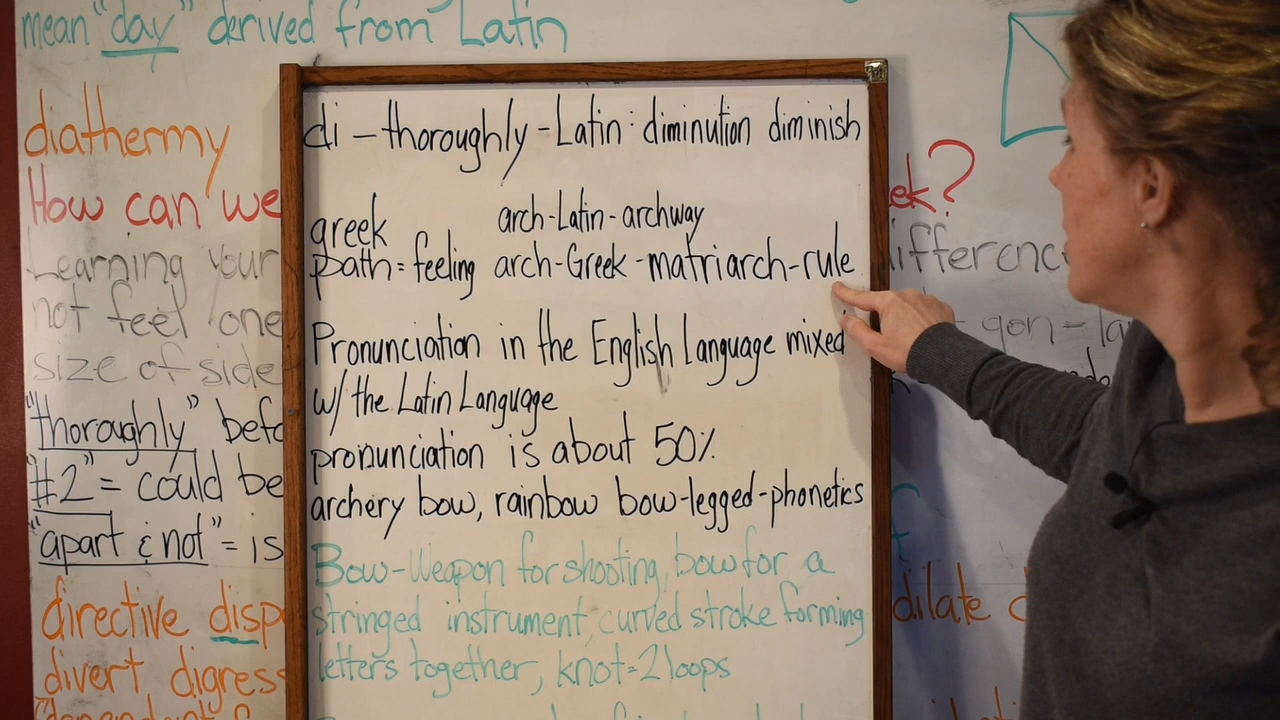 mean "day" derived from Latin
diathermy
How can we
Learning your
not feel one
size of side
"thoroughly" befo
"#2" = could be
"apart & not" = is
directive disp
divert, digress
di - thoroughly - Latin: diminution diminish
greek arch-Latin-archway
path = feeling arch-Greek-matriarch-rule
Pronunciation in the English Language mixed
w/ the Latin Language
pronunciation is about 50%
archery bow, rainbow bow-legged-phonetics
Bow-Weapon for shooting, bow for a
stringed instrument, curved stroke forming
letters together, knot=2 loops
ek?
ifferenc
gon - la
dilate